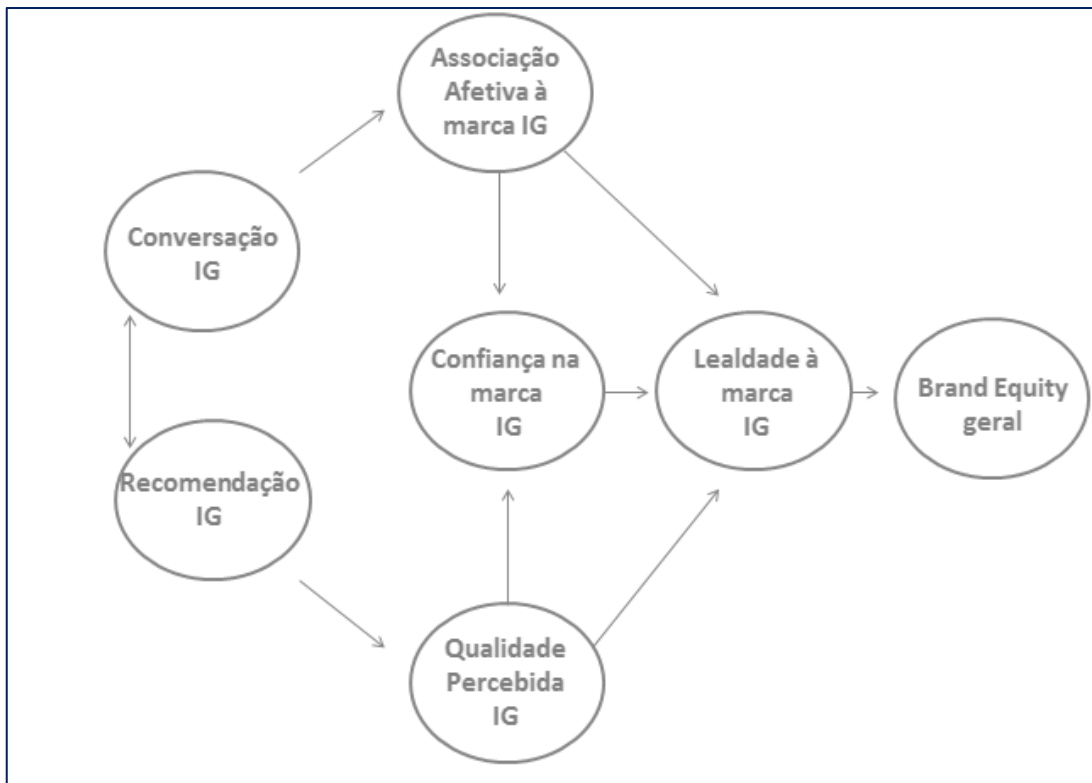 Associação
Afetiva à
marca IG
Conversação
IG
Confiança na
marca
IG
Lealdade à
marca
IG
Brand Equity
geral
Recomendação
IG
Qualidade
Percebida
IG